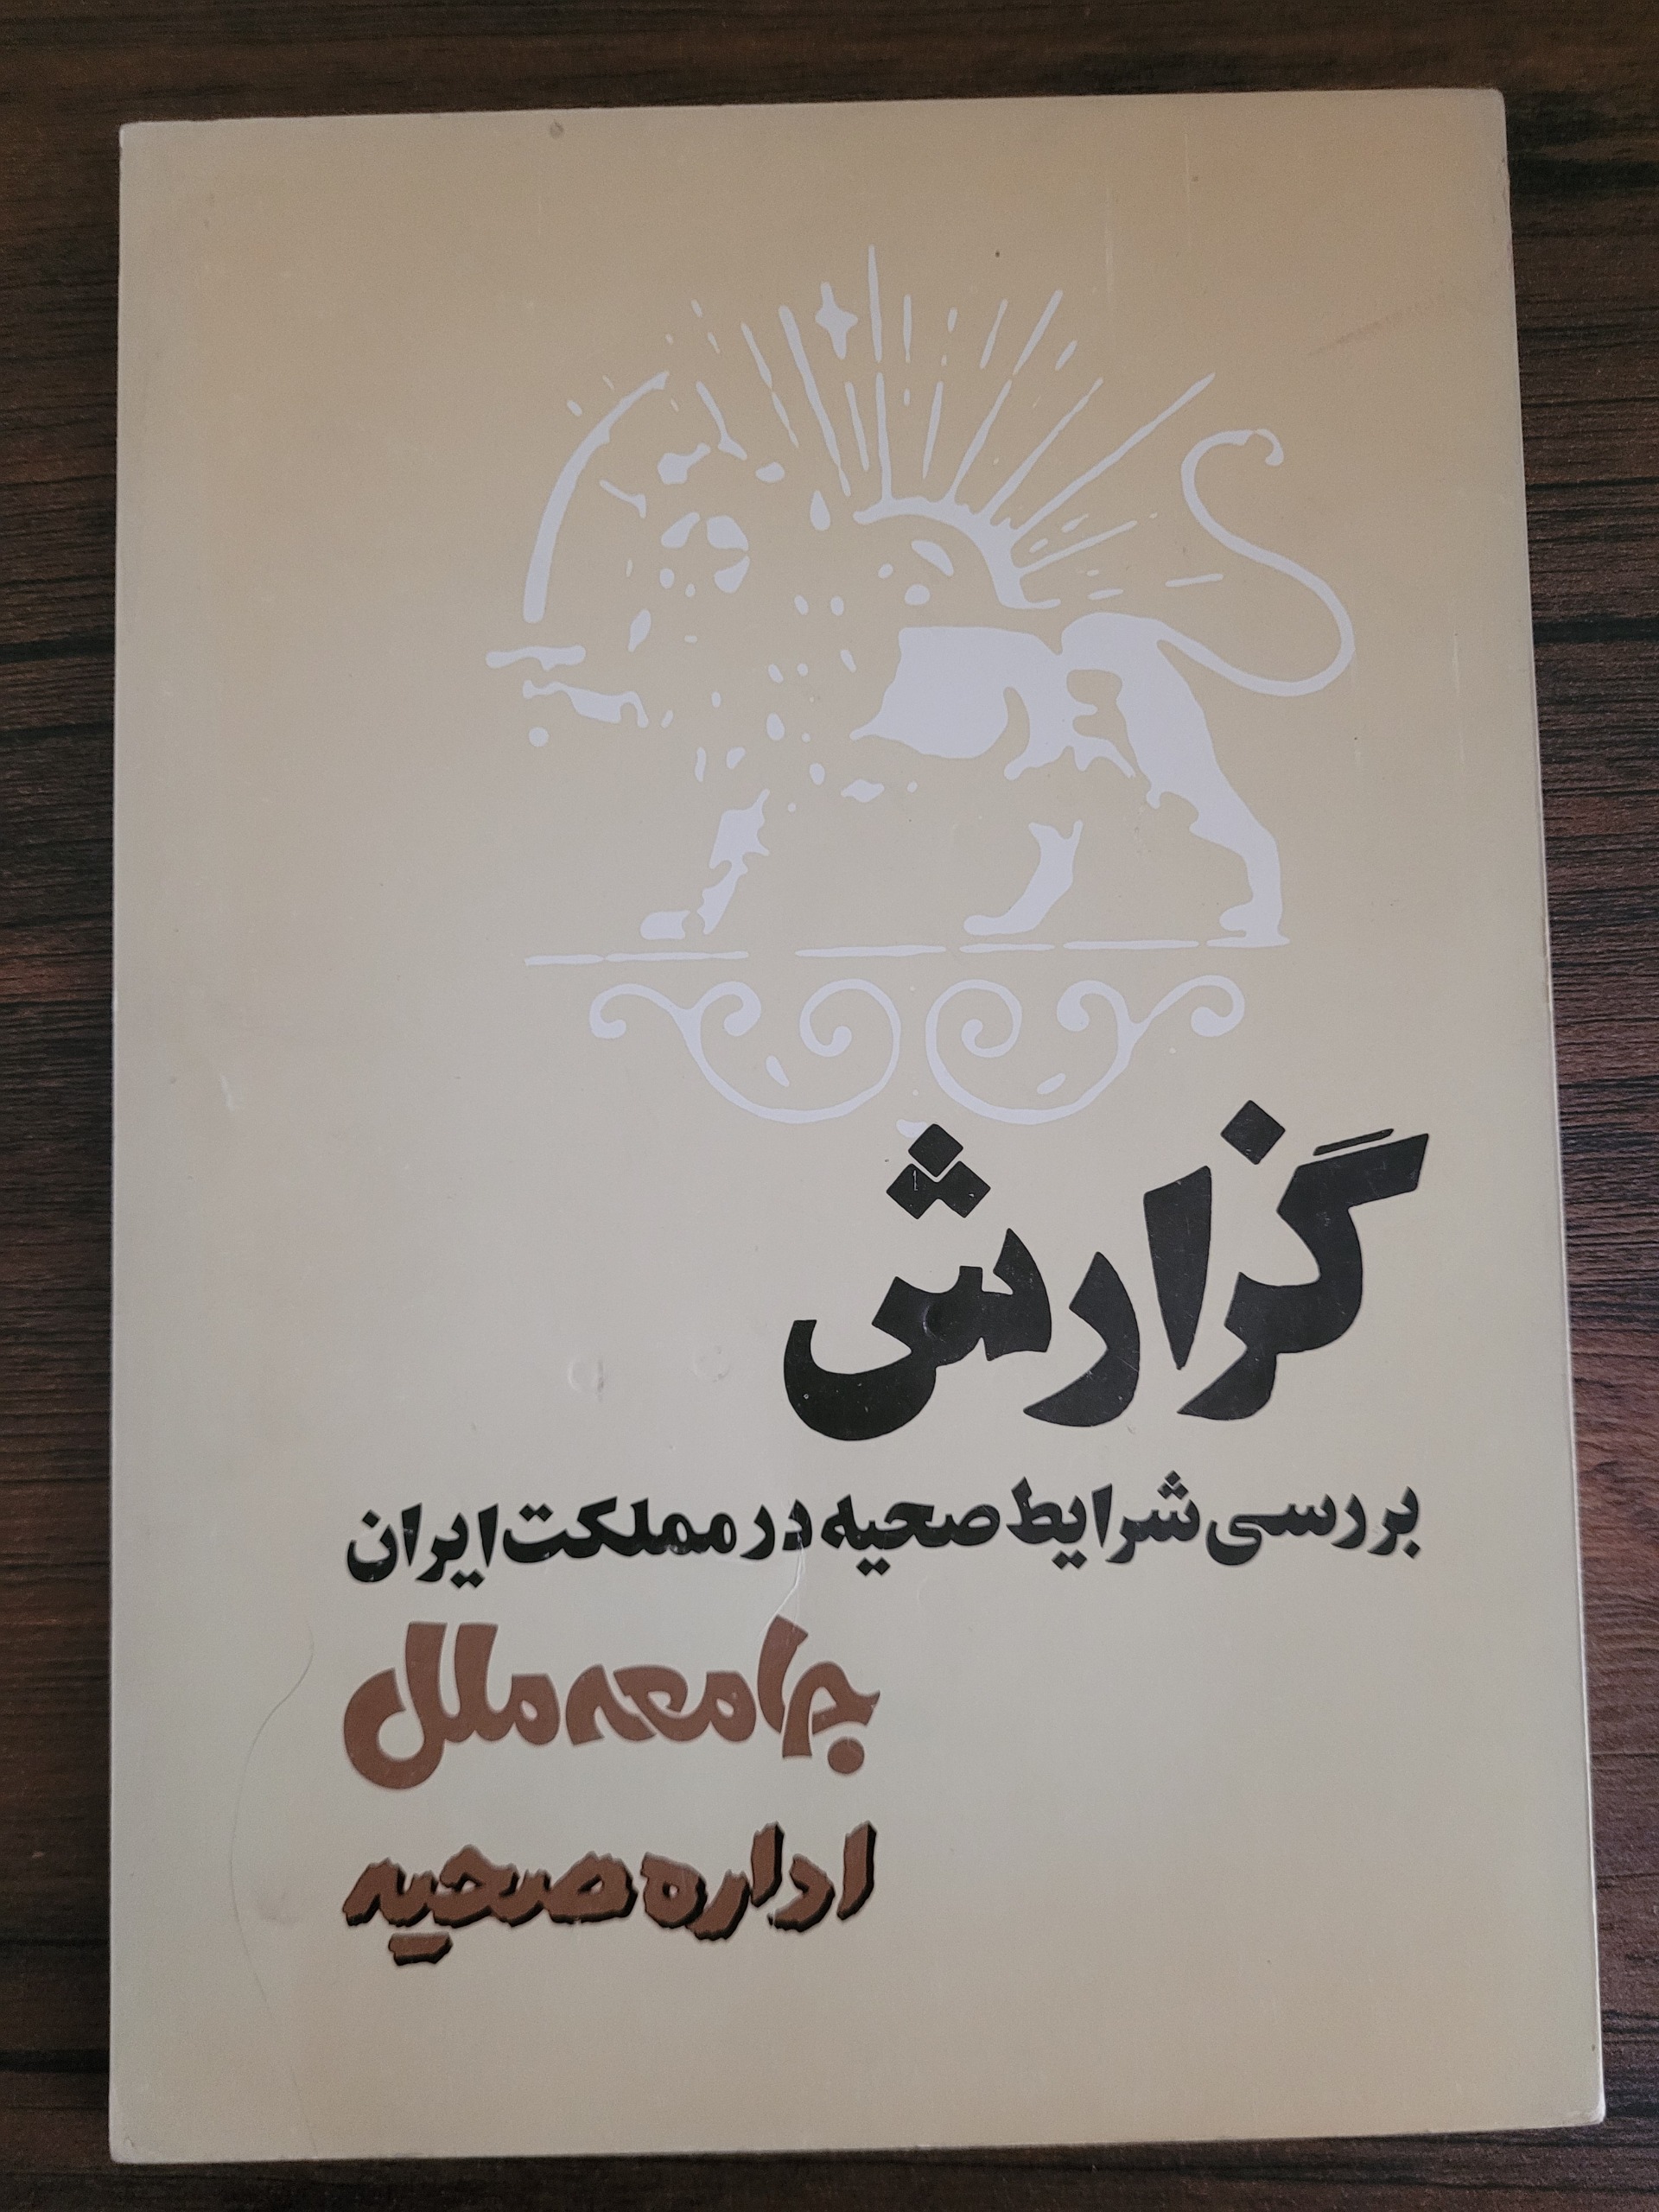 گزارش
بررسی شرایط صحیه در مملکت ایران
جامعه ملل
اداره صحیه